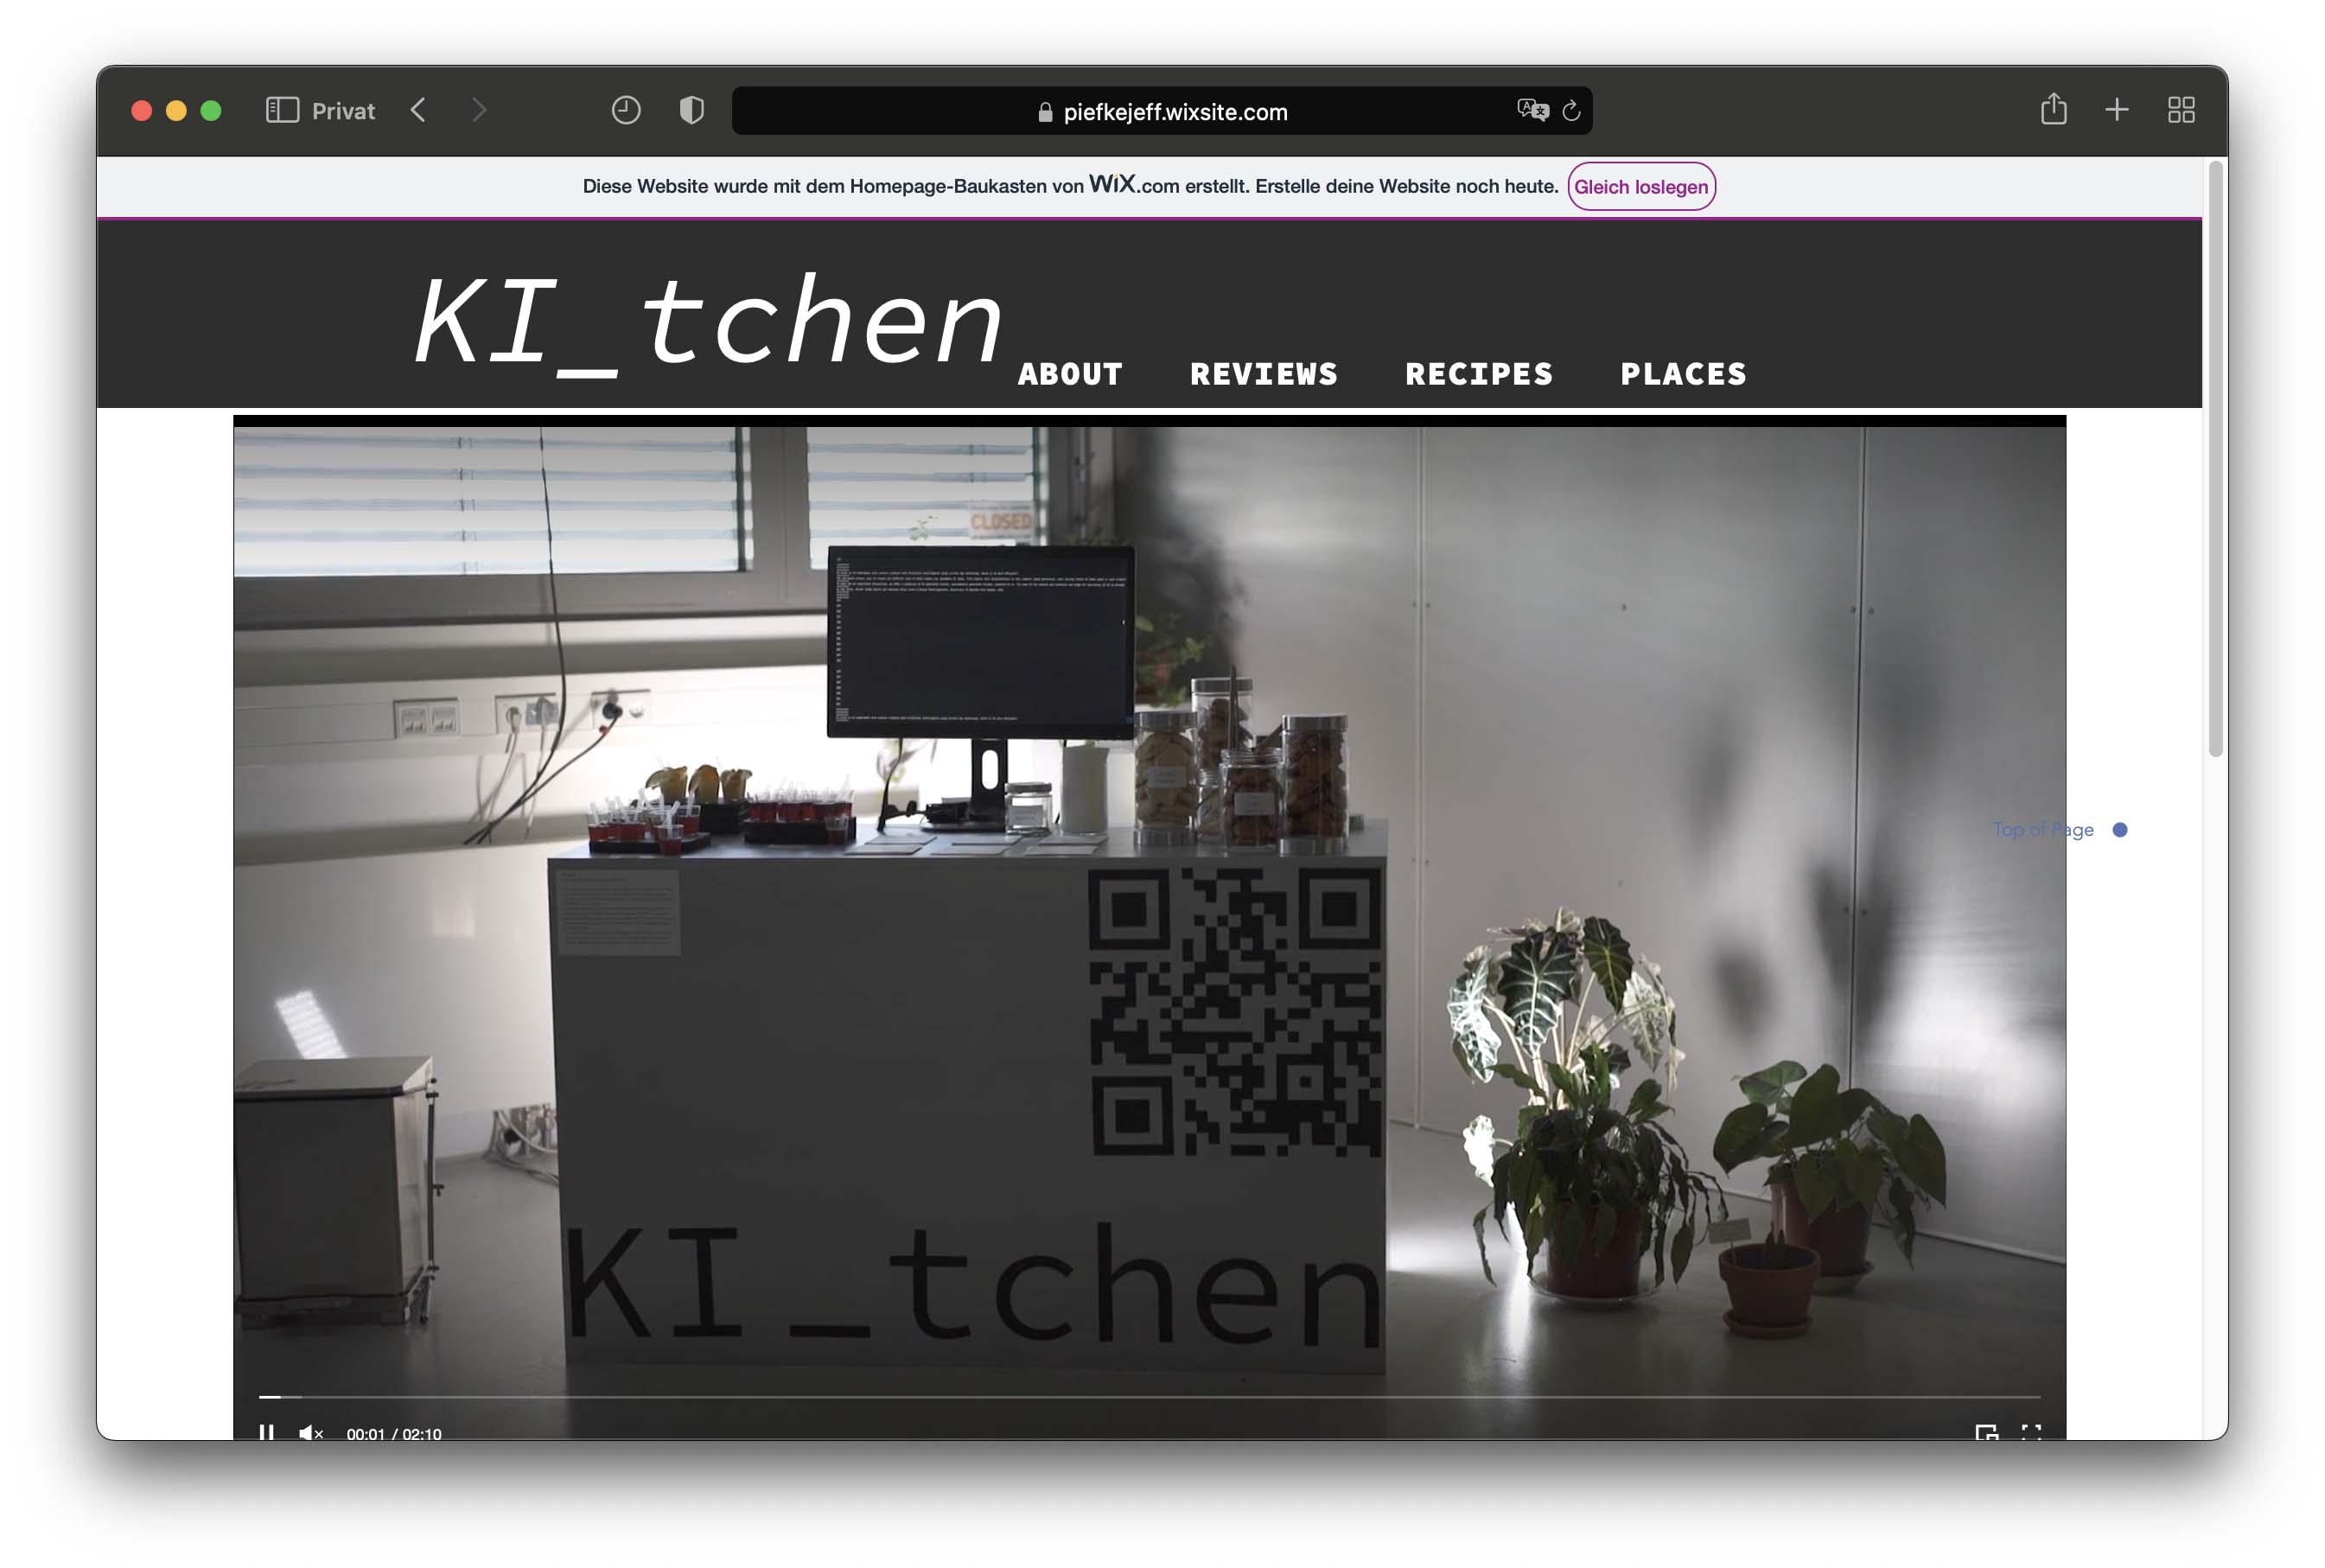 Privat
piefkejeff.wixsite.com
Diese Website wurde mit dem Homepage-Baukasten von WiX.com erstellt. Erstelle deine Website noch heute. Gleich loslegen
KI_tchen
ABOUT REVIEWS RECIPES PLACES
CLOSED
Top of Page
KI_tchen
00:01 / 02:10